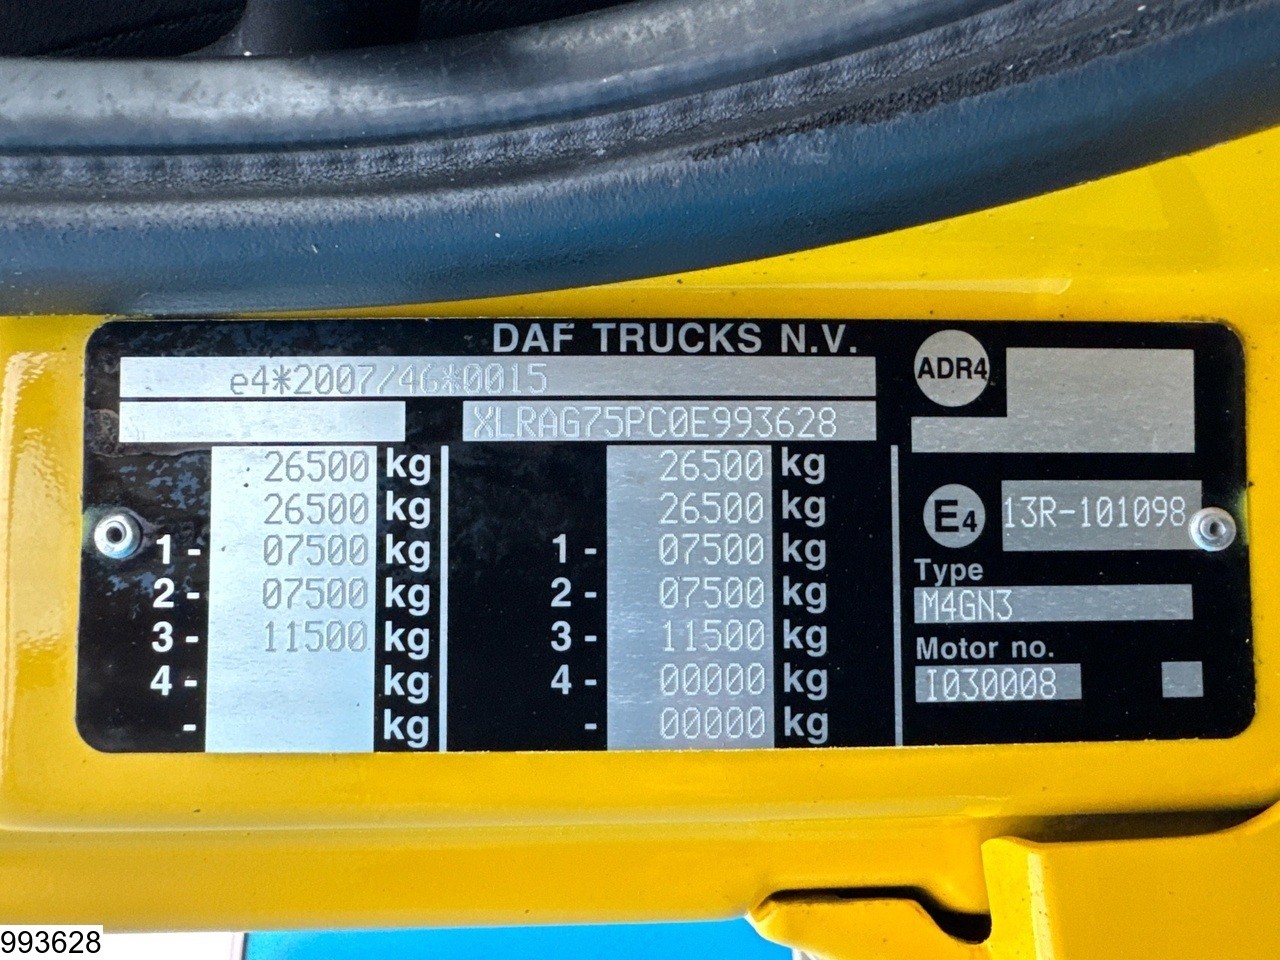 DAF TRUCKS N.V.
e4*2007/46*0015
XLRAG75PC0E993628
26500 kg 26500 kg
26500 kg 26500 kg
1- 07500 kg 1- 07500 kg
2- 07500 kg 2- 07500 kg
3- 11500 kg 3- 11500 kg
4- kg 4- 00000 kg
- kg - 00000 kg
ADR4
E4 13R-101098
Type
M4GN3
Motor no.
I030008
993628